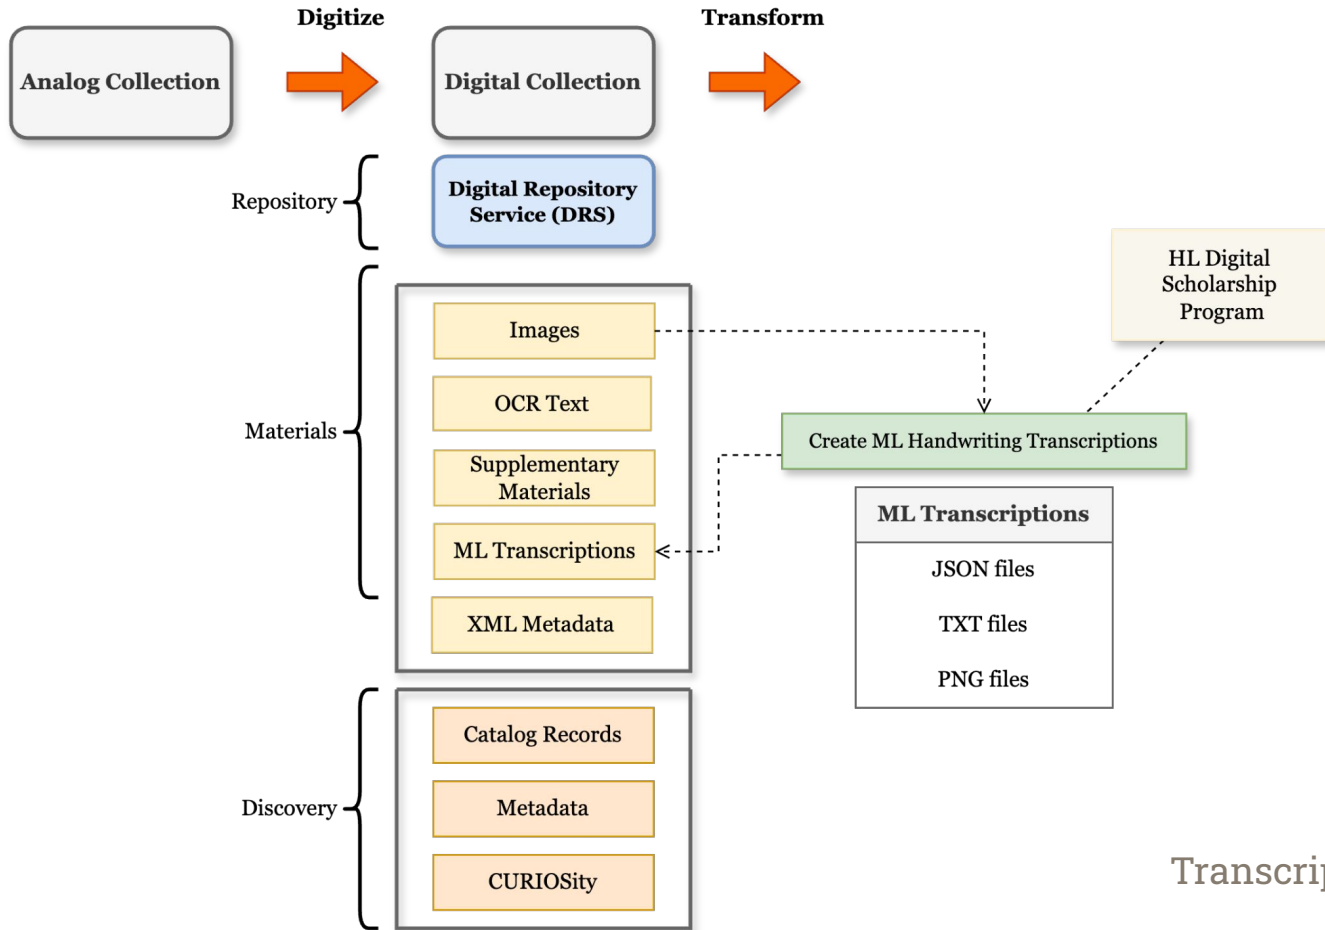 Digitize
Transform
Analog Collection
Digital Collection
Repository
Digital Repository
Service (DRS)
HL Digital
Scholarship
Program
Materials
Images
OCR Text
Supplementary
Materials
ML Transcriptions
XML Metadata
Create ML Handwriting Transcriptions
ML Transcriptions
JSON files
TXT files
PNG files
Discovery
Catalog Records
Metadata
CURIOSity
Transcrip